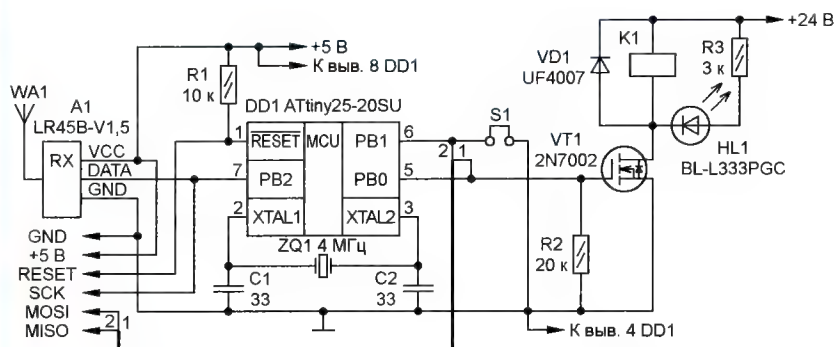 +24 В
+5 В
К выв. 8 DD1
R1
10 к
VD1
UF4007
K1
R3
3 к
WA1
A1
LR45B-V1,5
RX
VCC
DATA
GND
DD1 ATtiny25-20SU
1
RESET
MCU
PB1
6
7
PB2
PB0
5
2
XTAL1
XTAL2
3
S1
2
1
VT1
2N7002
HL1
BL-L333PGC
ZQ1 4 МГц
C1
33
C2
33
R2
20 к
GND
+5 В
RESET
SCK
MOSI
MISO
2
1
К выв. 4 DD1